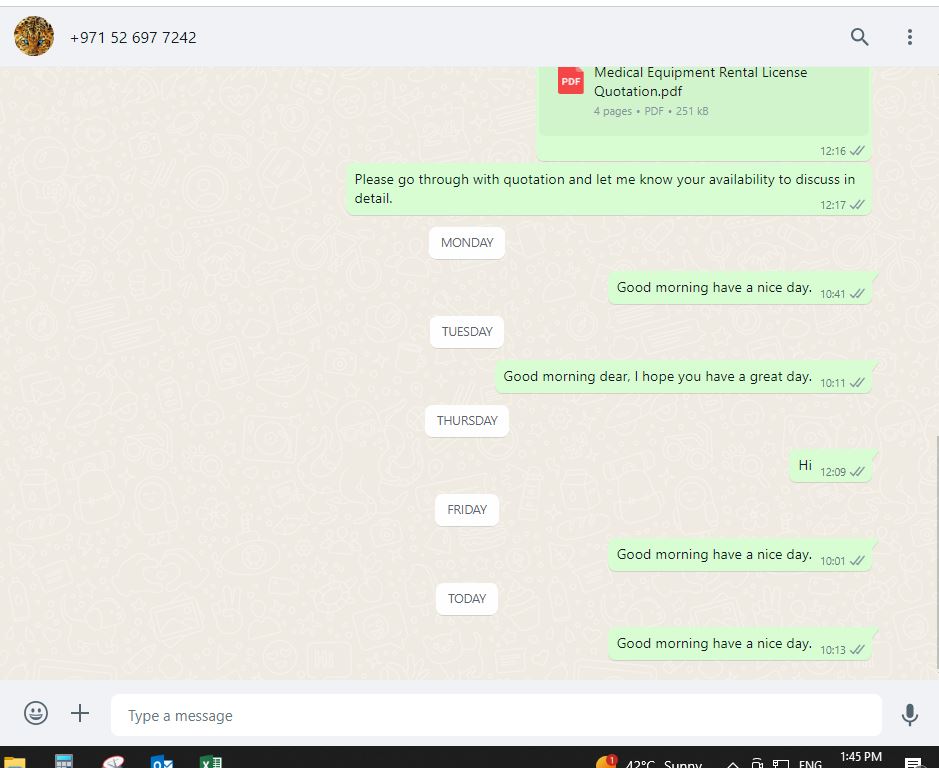 +971 52 697 7242
PDF
Medical Equipment Rental License
Quotation.pdf
4 pages • PDF • 251 kB
12:16
Please go through with quotation and let me know your availability to discuss in
detail.
12:17
MONDAY
Good morning have a nice day. 10:41
TUESDAY
Good morning dear, I hope you have a great day. 10:11
THURSDAY
Hi 12:09
FRIDAY
Good morning have a nice day. 10:01
TODAY
Good morning have a nice day. 10:13
Type a message
1 42°C Sunny ENG 1:45 PM